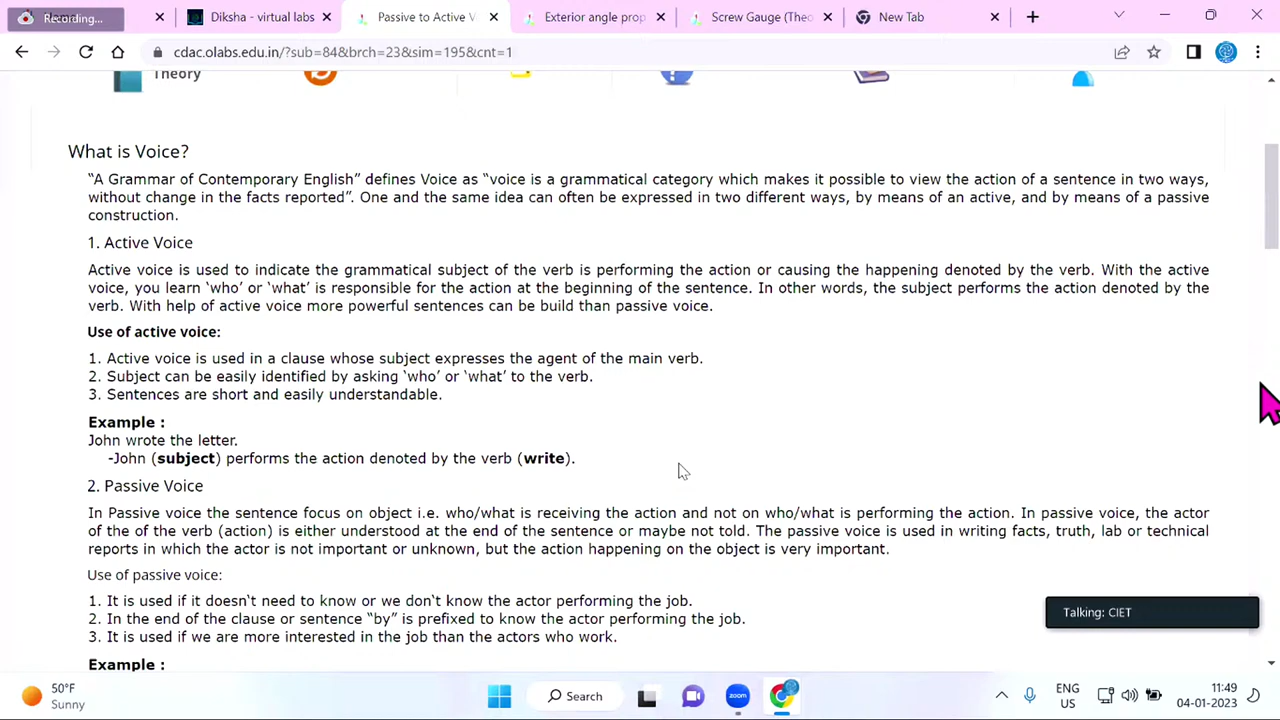 Recording...
Diksha - virtual labs
Passive to Active V
Exterior angle prop
Screw Gauge (Theo
New Tab
cdac.olabs.edu.in/?sub=84&brch=23&sim=195&cnt=1
Theory
What is Voice?
“A Grammar of Contemporary English” defines Voice as “voice is a grammatical category which makes it possible to view the action of a sentence in two ways,
without change in the facts reported”. One and the same idea can often be expressed in two different ways, by means of an active, and by means of a passive
construction.
1. Active Voice
Active voice is used to indicate the grammatical subject of the verb is performing the action or causing the happening denoted by the verb. With the active
voice, you learn ‘who’ or ‘what’ is responsible for the action at the beginning of the sentence. In other words, the subject performs the action denoted by the
verb. With help of active voice more powerful sentences can be build than passive voice.
Use of active voice:
1. Active voice is used in a clause whose subject expresses the agent of the main verb.
2. Subject can be easily identified by asking ‘who’ or ‘what’ to the verb.
3. Sentences are short and easily understandable.
Example :
John wrote the letter.
-John (subject) performs the action denoted by the verb (write).
2. Passive Voice
In Passive voice the sentence focus on object i.e. who/what is receiving the action and not on who/what is performing the action. In passive voice, the actor
of the of the verb (action) is either understood at the end of the sentence or maybe not told. The passive voice is used in writing facts, truth, lab or technical
reports in which the actor is not important or unknown, but the action happening on the object is very important.
Use of passive voice:
1. It is used if it doesn‘t need to know or we don‘t know the actor performing the job.
2. In the end of the clause or sentence “by” is prefixed to know the actor performing the job.
3. It is used if we are more interested in the job than the actors who work.
Example :
Talking: CIET
50°F
Sunny
Search
zoom
ENG
US
11:49
04-01-2023